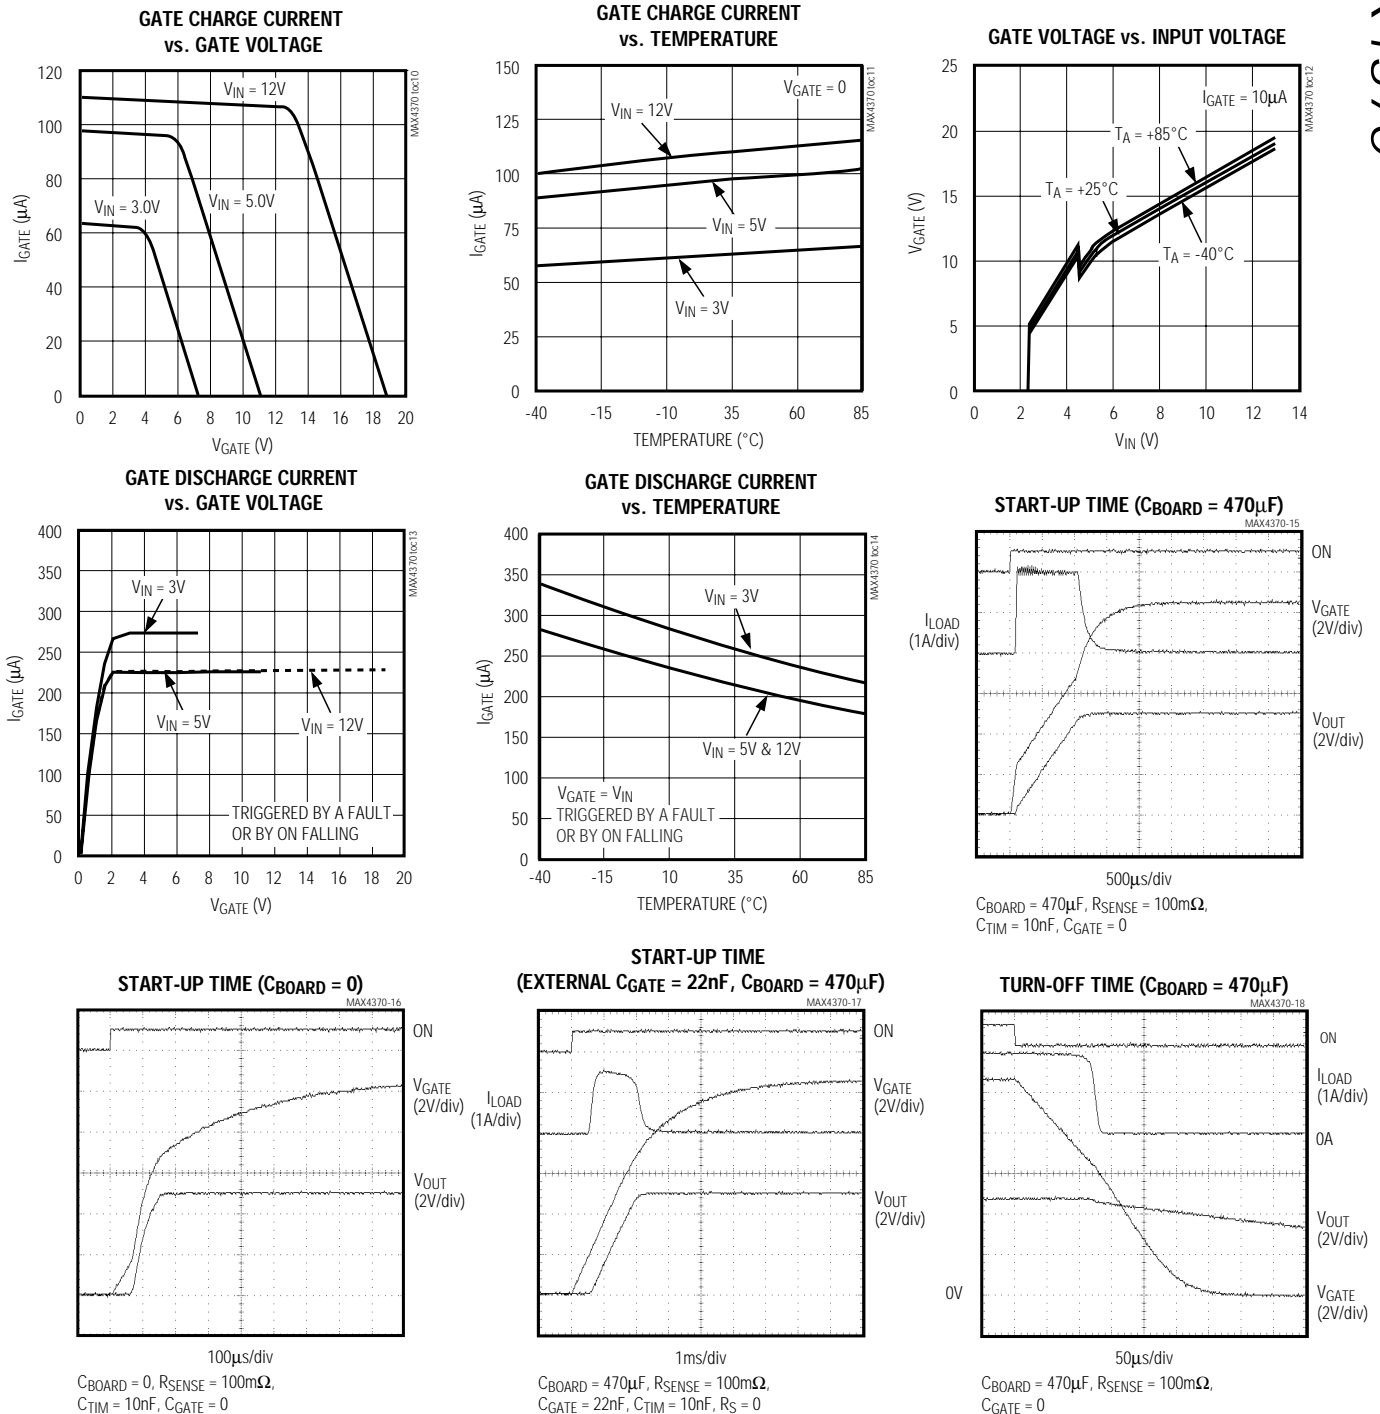 GATE CHARGE CURRENT
vs. GATE VOLTAGE
120
100
80
60
40
20
0
IGATE (µA)
VIN = 12V
VIN = 3.0V
VIN = 5.0V
MAX4370 toc10
0 2 4 6 8 10 12 14 16 18 20
VGATE (V)
GATE CHARGE CURRENT
vs. TEMPERATURE
150
125
100
75
50
25
0
IGATE (µA)
VGATE = 0
VIN = 12V
VIN = 5V
VIN = 3V
MAX4370 toc11
-40 -15 -10 35 60 85
TEMPERATURE (°C)
GATE VOLTAGE vs. INPUT VOLTAGE
25
20
15
10
5
0
VGATE (V)
IGATE = 10µA
TA = +85°C
TA = +25°C
TA = -40°C
MAX4370 toc12
0 2 4 6 8 10 12 14
VIN (V)
GATE DISCHARGE CURRENT
vs. GATE VOLTAGE
400
350
300
250
200
150
100
50
0
IGATE (µA)
VIN = 3V
VIN = 5V
VIN = 12V
TRIGGERED BY A FAULT
OR BY ON FALLING
MAX4370 toc13
0 2 4 6 8 10 12 14 16 18 20
VGATE (V)
GATE DISCHARGE CURRENT
vs. TEMPERATURE
400
350
300
250
200
150
100
50
0
IGATE (µA)
VIN = 3V
VIN = 5V & 12V
VGATE = VIN
TRIGGERED BY A FAULT
OR BY ON FALLING
MAX4370 toc14
-40 -15 10 35 60 85
TEMPERATURE (°C)
START-UP TIME (CBOARD = 470µF)
MAX4370-15
ON
ILOAD
(1A/div)
VGATE
(2V/div)
VOUT
(2V/div)
500µs/div
CBOARD = 470µF, RSENSE = 100mΩ,
CTIM = 10nF, CGATE = 0
START-UP TIME (CBOARD = 0)
MAX4370-16
ON
VGATE
(2V/div)
VOUT
(2V/div)
100µs/div
CBOARD = 0, RSENSE = 100mΩ,
CTIM = 10nF, CGATE = 0
START-UP TIME
(EXTERNAL CGATE = 22nF, CBOARD = 470µF)
MAX4370-17
ON
ILOAD
(1A/div)
VGATE
(2V/div)
VOUT
(2V/div)
1ms/div
CBOARD = 470µF, RSENSE = 100mΩ,
CGATE = 22nF, CTIM = 10nF, RS = 0
TURN-OFF TIME (CBOARD = 470µF)
MAX4370-18
ON
ILOAD
(1A/div)
0A
VOUT
(2V/div)
0V
VGATE
(2V/div)
50µs/div
CBOARD = 470µF, RSENSE = 100mΩ,
CGATE = 0